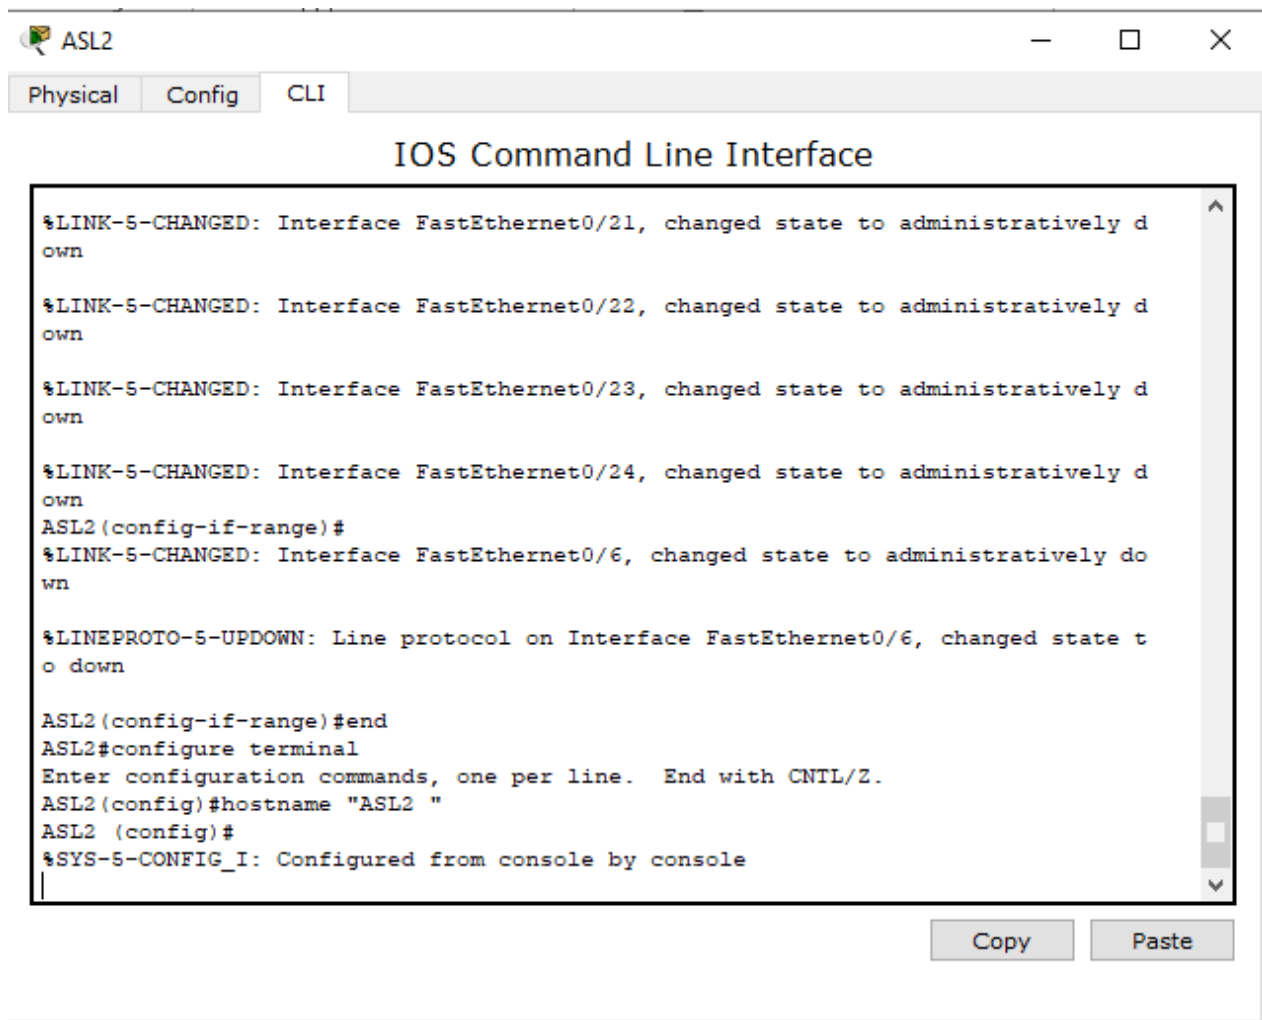 ASL2
Physical Config CLI
IOS Command Line Interface
%LINK-5-CHANGED: Interface FastEthernet0/21, changed state to administratively d
own
%LINK-5-CHANGED: Interface FastEthernet0/22, changed state to administratively d
own
%LINK-5-CHANGED: Interface FastEthernet0/23, changed state to administratively d
own
%LINK-5-CHANGED: Interface FastEthernet0/24, changed state to administratively d
own
ASL2(config-if-range)#
%LINK-5-CHANGED: Interface FastEthernet0/6, changed state to administratively do
wn
%LINEPROTO-5-UPDOWN: Line protocol on Interface FastEthernet0/6, changed state t
o down
ASL2(config-if-range)#end
ASL2#configure terminal
Enter configuration commands, one per line.  End with CNTL/Z.
ASL2(config)#hostname "ASL2 "
ASL2 (config)#
%SYS-5-CONFIG_I: Configured from console by console
Copy Paste